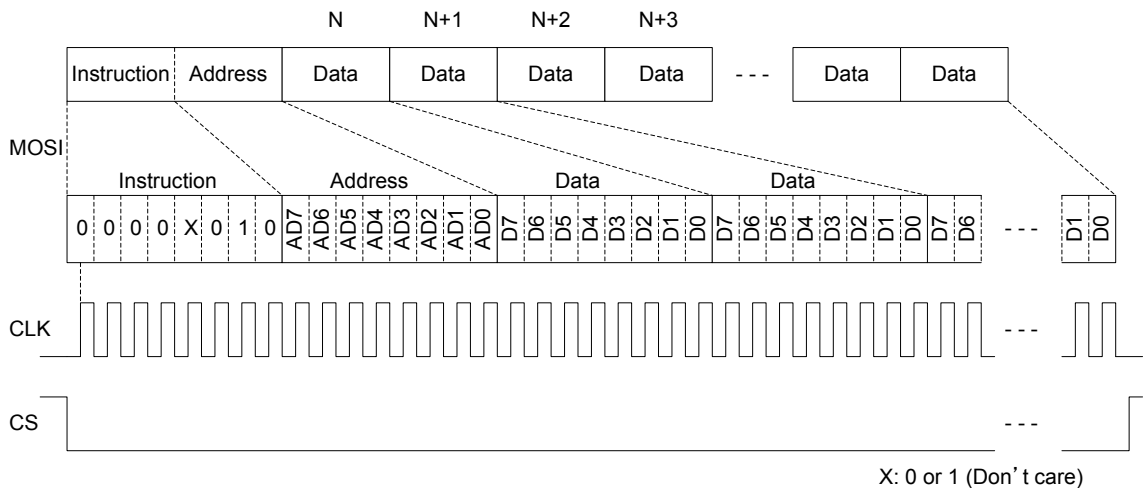 N N+1 N+2 N+3
Instruction Address Data Data Data Data - - - Data Data
MOSI
Instruction Address Data Data
0 0 0 0 X 0 1 0 AD7 AD6 AD5 AD4 AD3 AD2 AD1 AD0 D7 D6 D5 D4 D3 D2 D1 D0 D7 D6 D5 D4 D3 D2 D1 D0 D7 D6 - - - D1 D0
CLK - - -
CS - - -
X: 0 or 1 (Don't care)